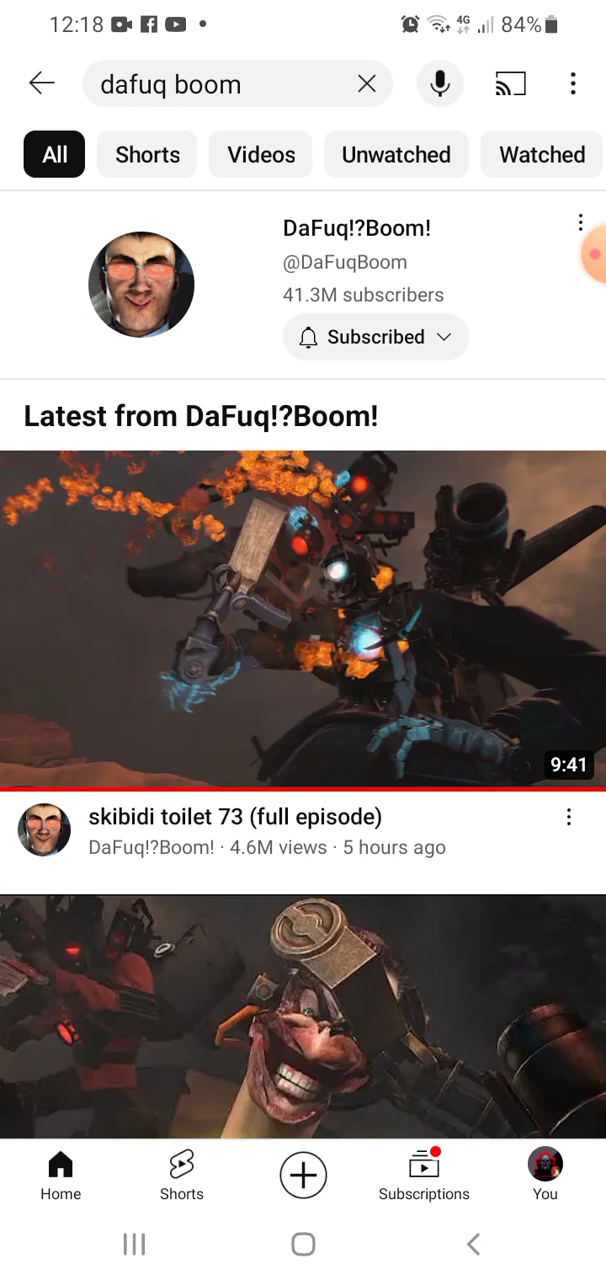 12:18
4G
84%
dafuq boom
All
Shorts
Videos
Unwatched
Watched
DaFuq!?Boom!
@DaFuqBoom
41.3M subscribers
Subscribed
Latest from DaFuq!?Boom!
9:41
skibidi toilet 73 (full episode)
DaFuq!?Boom! · 4.6M views · 5 hours ago
Home
Shorts
Subscriptions
You